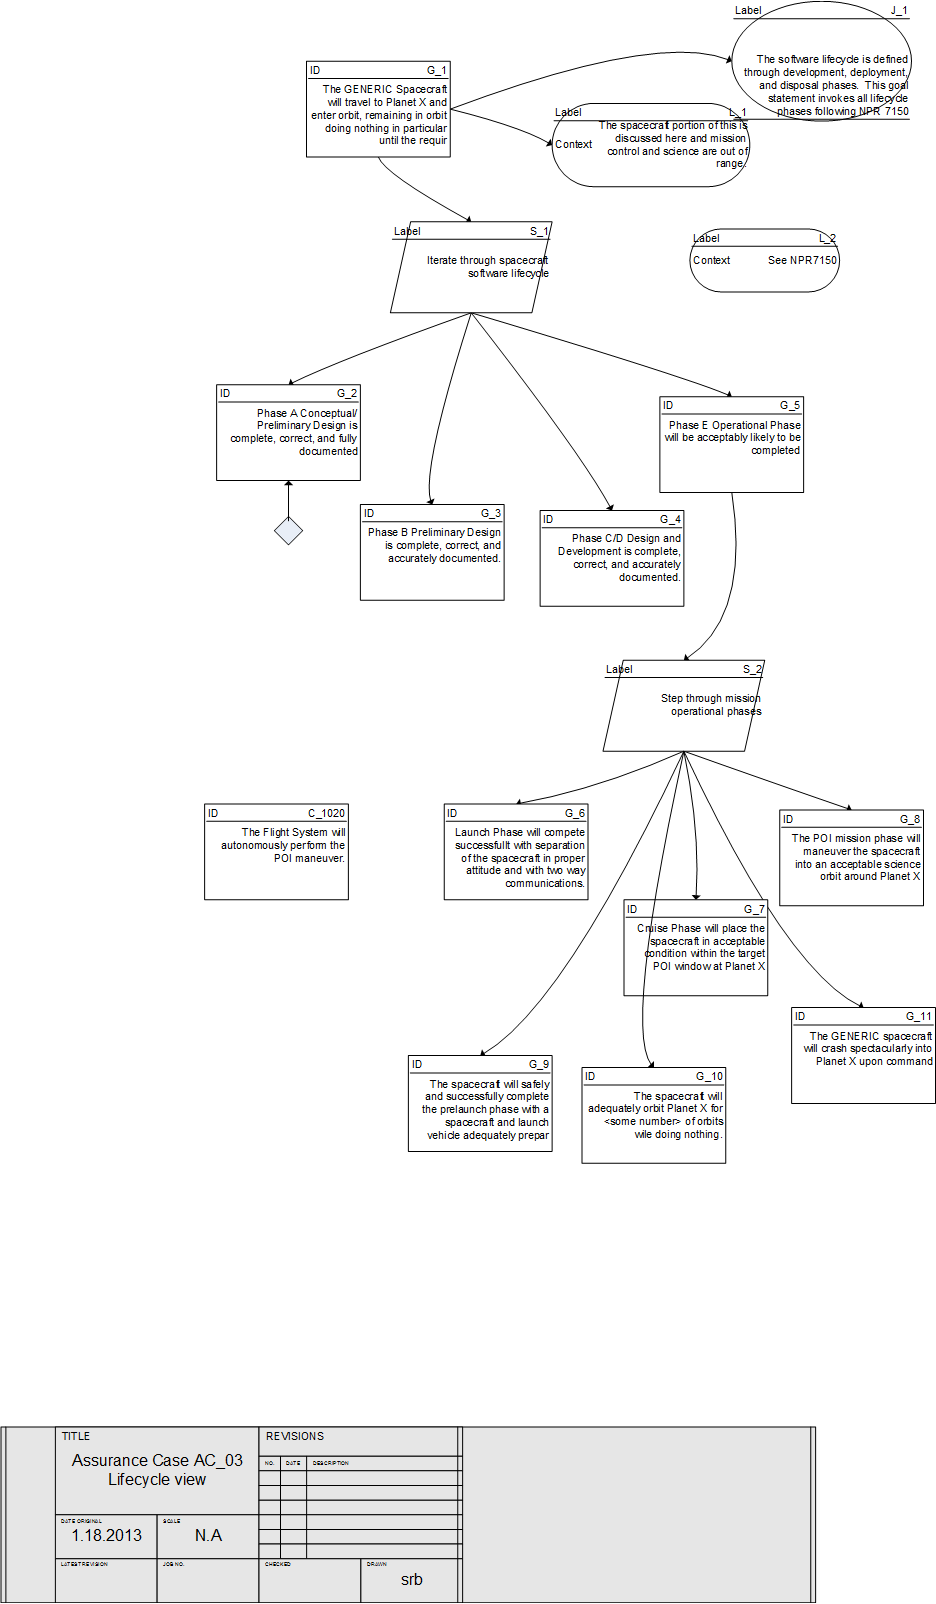 Label J_1
The software lifecycle is defined
through development, deployment,
and disposal phases. This goal
statement invokes all lifecycle
phases following NPR 7150
ID G_1
The GENERIC Spacecraft
will travel to Planet X and
enter orbit, remaining in orbit
doing nothing in particular
until the requir
Label L_1
Context
The spacecraft portion of this is
discussed here and mission
control and science are out of
range.
Label S_1
Iterate through spacecraft
software lifecycle
Label L_2
Context See NPR7150
ID G_2
Phase A Conceptual/
Preliminary Design is
complete, correct, and fully
documented
ID G_5
Phase E Operational Phase
will be acceptably likely to be
completed
ID G_3
Phase B Preliminary Design
is complete, correct, and
accurately documented.
ID G_4
Phase C/D Design and
Development is complete,
correct, and accurately
documented.
Label S_2
Step through mission
operational phases
ID C_1020
The Flight System will
autonomously perform the
POI maneuver.
ID G_6
Launch Phase will compete
successfullt with separation
of the spacecraft in proper
attitude and with two way
communications.
ID G_8
The POI mission phase will
maneuver the spacecraft
into an acceptable science
orbit around Planet X
ID G_7
Cruise Phase will place the
spacecraft in acceptable
condition within the target
POI window at Planet X
ID G_11
The GENERIC spacecraft
will crash spectacularly into
Planet X upon command
ID G_9
The spacecraft will safely
and successfully complete
the prelaunch phase with a
spacecraft and launch
vehicle adequately prepar
ID G_10
The spacecraft will
adequately orbit Planet X for
<some number> of orbits
wile doing nothing.
TITLE
Assurance Case AC_03
Lifecycle view
REVISIONS
NO. DATE DESCRIPTION
DATE ORIGINAL
1.18.2013
SCALE
N.A
LATEST REVISION
JOB NO.
CHECKED
DRAWN
srb